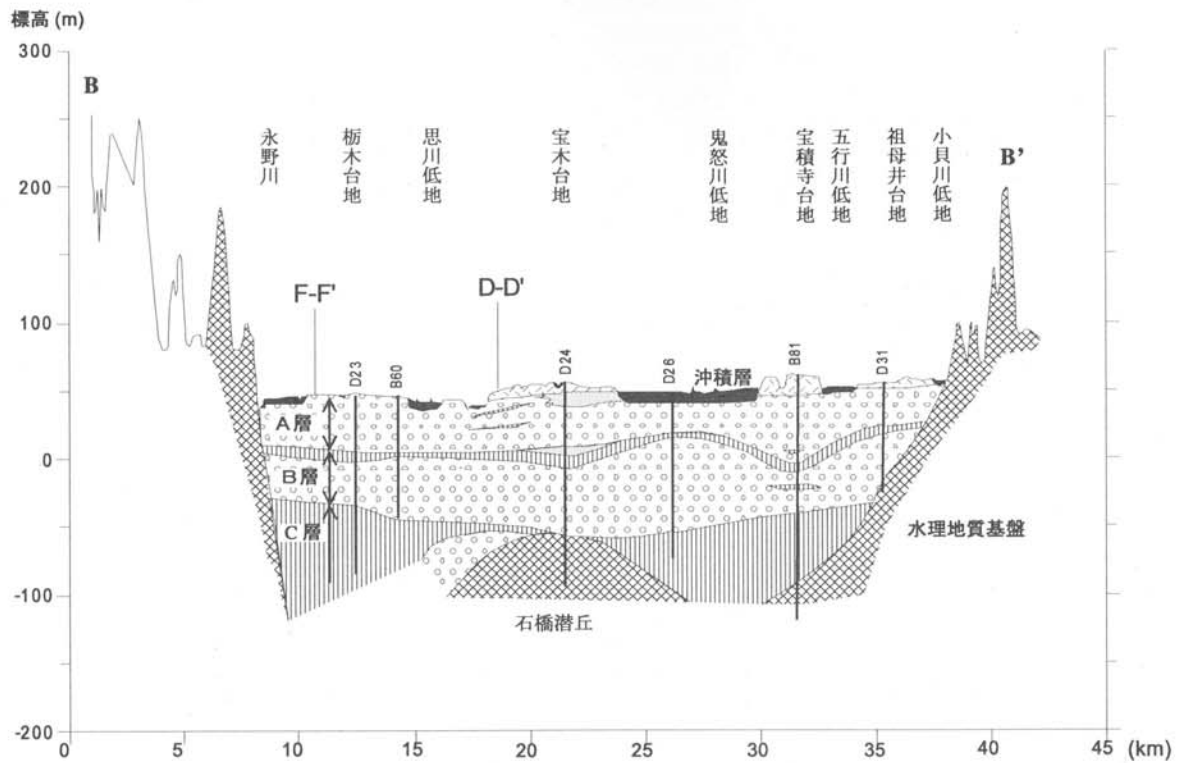 標高 (m)
300
200
100
0
-100
-200
B
永野川
栃木台地
思川低地
宝木台地
鬼怒川低地
宝積寺台地
五行川低地
祖母井台地
小貝川低地
B'
F-F'
D-D'
D23
B60
D24
D26
沖積層
B81
D31
A層
B層
C層
水理地質基盤
石橋潜丘
0
5
10
15
20
25
30
35
40
45
(km)